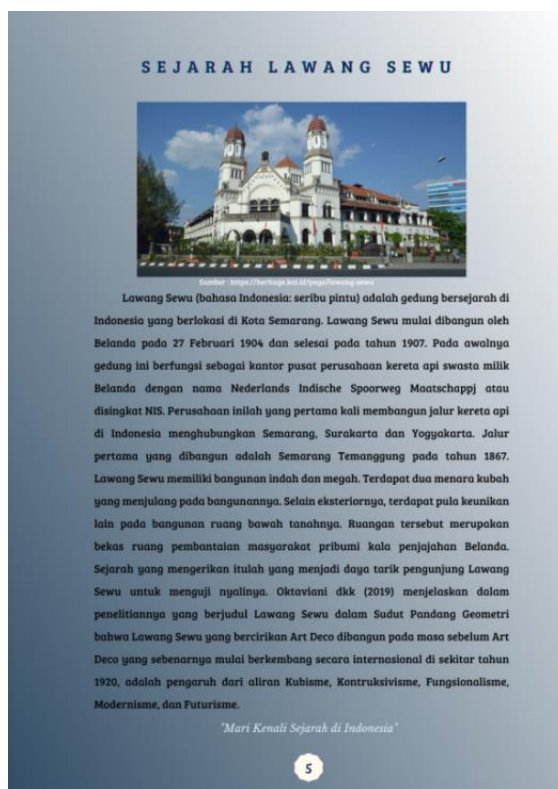 SEJARAH LAWANG SEWU
Sumber : https://heritage.kai.id/page/lawang-sewu
Lawang Sewu (bahasa Indonesia: seribu pintu) adalah gedung bersejarah di
Indonesia yang berlokasi di Kota Semarang. Lawang Sewu mulai dibangun oleh
Belanda pada 27 Februari 1904 dan selesai pada tahun 1907. Pada awalnya
gedung ini berfungsi sebagai kantor pusat perusahaan kereta api swasta milik
Belanda dengan nama Nederlands Indische Spoorweg Maatschappj atau
disingkat NIS. Perusahaan inilah yang pertama kali membangun jalur kereta api
di Indonesia menghubungkan Semarang, Surakarta dan Yogyakarta. Jalur
pertama yang dibangun adalah Semarang Temanggung pada tahun 1867.
Lawang Sewu memiliki bangunan indah dan megah. Terdapat dua menara kubah
yang menjulang pada bangunannya. Selain eksteriornya, terdapat pula keunikan
lain pada bangunan ruang bawah tanahnya. Ruangan tersebut merupakan
bekas ruang pembantaian masyarakat pribumi kala penjajahan Belanda.
Sejarah yang mengerikan itulah yang menjadi daya tarik pengunjung Lawang
Sewu untuk menguji nyalinya. Oktaviani dkk (2019) menjelaskan dalam
penelitiannya yang berjudul Lawang Sewu dalam Sudut Pandang Geometri
bahwa Lawang Sewu yang bercirikan Art Deco dibangun pada masa sebelum Art
Deco yang sebenarnya mulai berkembang secara internasional di sekitar tahun
1920, adalah pengaruh dari aliran Kubisme, Kontruksivisme, Fungsionalisme,
Modernisme, dan Futurisme.
"Mari Kenali Sejarah di Indonesia"
5